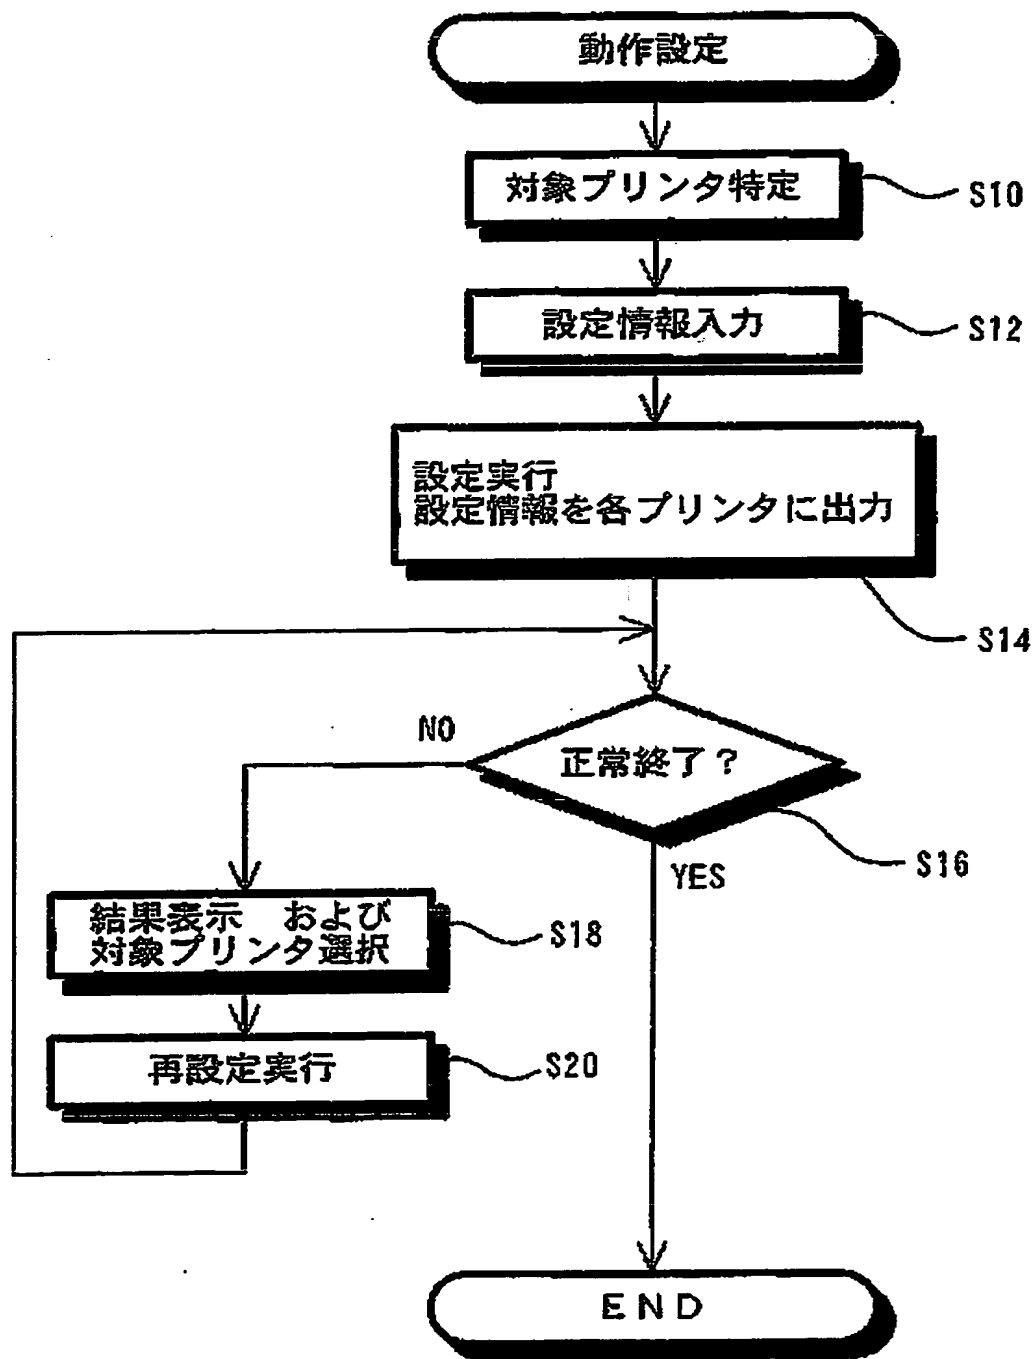 動作設定
対象プリンタ特定
S10
設定情報入力
S12
設定実行
設定情報を各プリンタに出力
S14
正常終了？
S16
NO
YES
結果表示　および
対象プリンタ選択
S18
再設定実行
S20
END